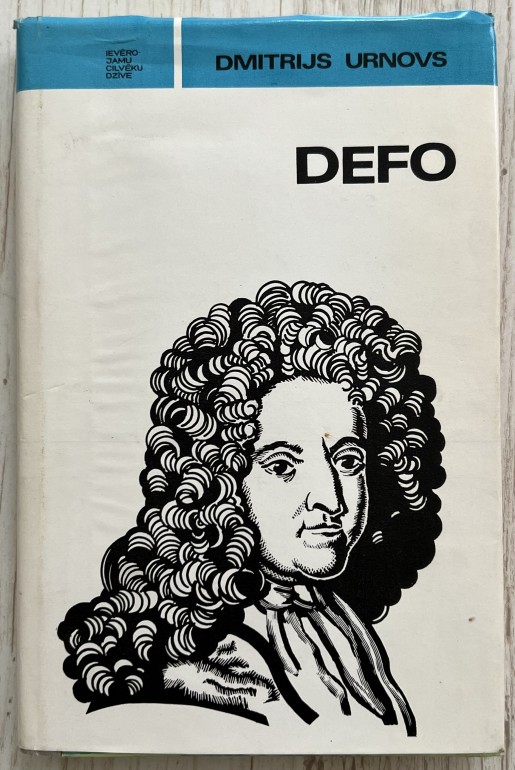 IEVĒRO-
JAMU
CILVĒKU
DZĪVE
DMITRIJS URNOVS
DEFO